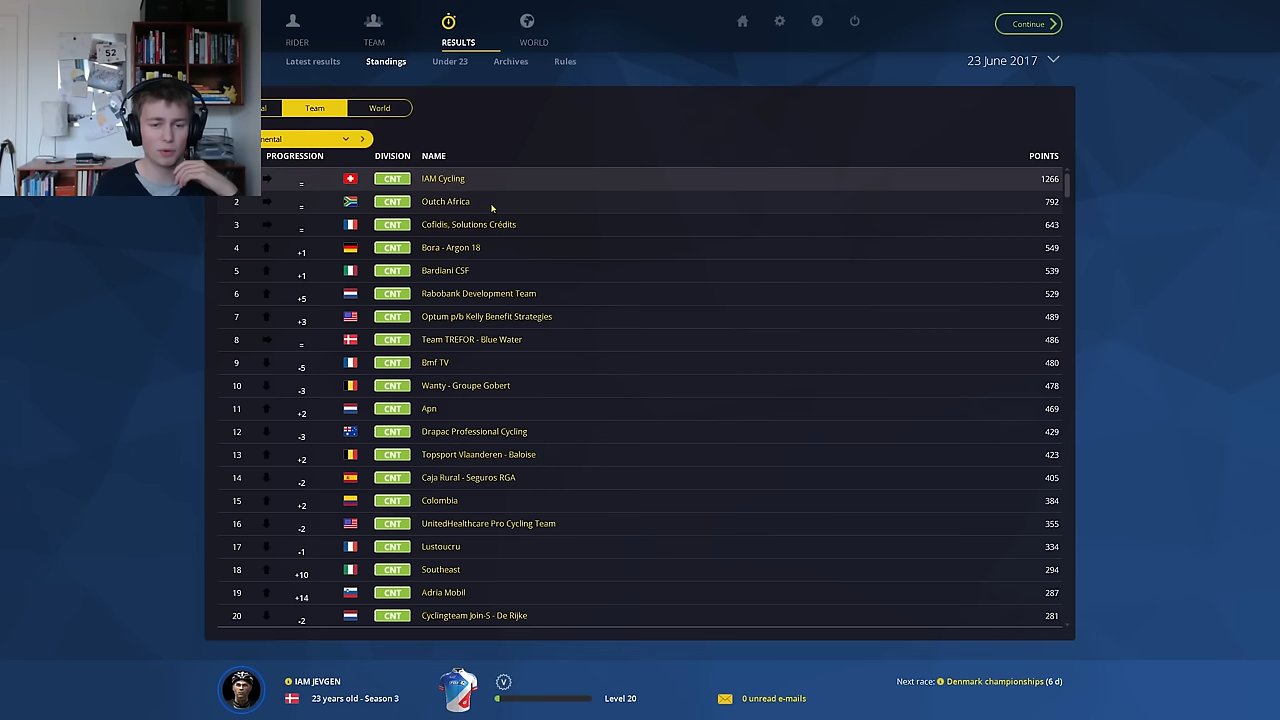 52
RIDER TEAM RESULTS WORLD
Continue
Latest results Standings Under 23 Archives Rules
23 June 2017
Team World
PROGRESSION DIVISION NAME POINTS
= CNT IAM Cycling 1266
2 = CNT Outch Africa 792
3 = CNT Cofidis, Solutions Crédits 643
4 +1 CNT Bora - Argon 18 549
5 +1 CNT Bardiani CSF 539
6 +5 CNT Rabobank Development Team 529
7 +3 CNT Optum p/b Kelly Benefit Strategies 489
8 = CNT Team TREFOR - Blue Water 486
9 -5 CNT Bmf TV 480
10 -3 CNT Wanty - Groupe Gobert 478
11 +2 CNT Apn
12 -3 CNT Drapac Professional Cycling 429
13 +2 CNT Topsport Vlaanderen - Baloise 423
14 -2 CNT Caja Rural - Seguros RGA 405
15 +2 CNT Colombia 384
16 -2 CNT UnitedHealthcare Pro Cycling Team 355
17 -1 CNT Lustoucru 334
18 +10 CNT Southeast 294
19 +14 CNT Adria Mobil 287
20 -2 CNT Cyclingteam Join-S - De Rijke 281
IAM JEVGEN
23 years old - Season 3
Level 20
0 unread e-mails
Next race: Denmark championships (6 d)